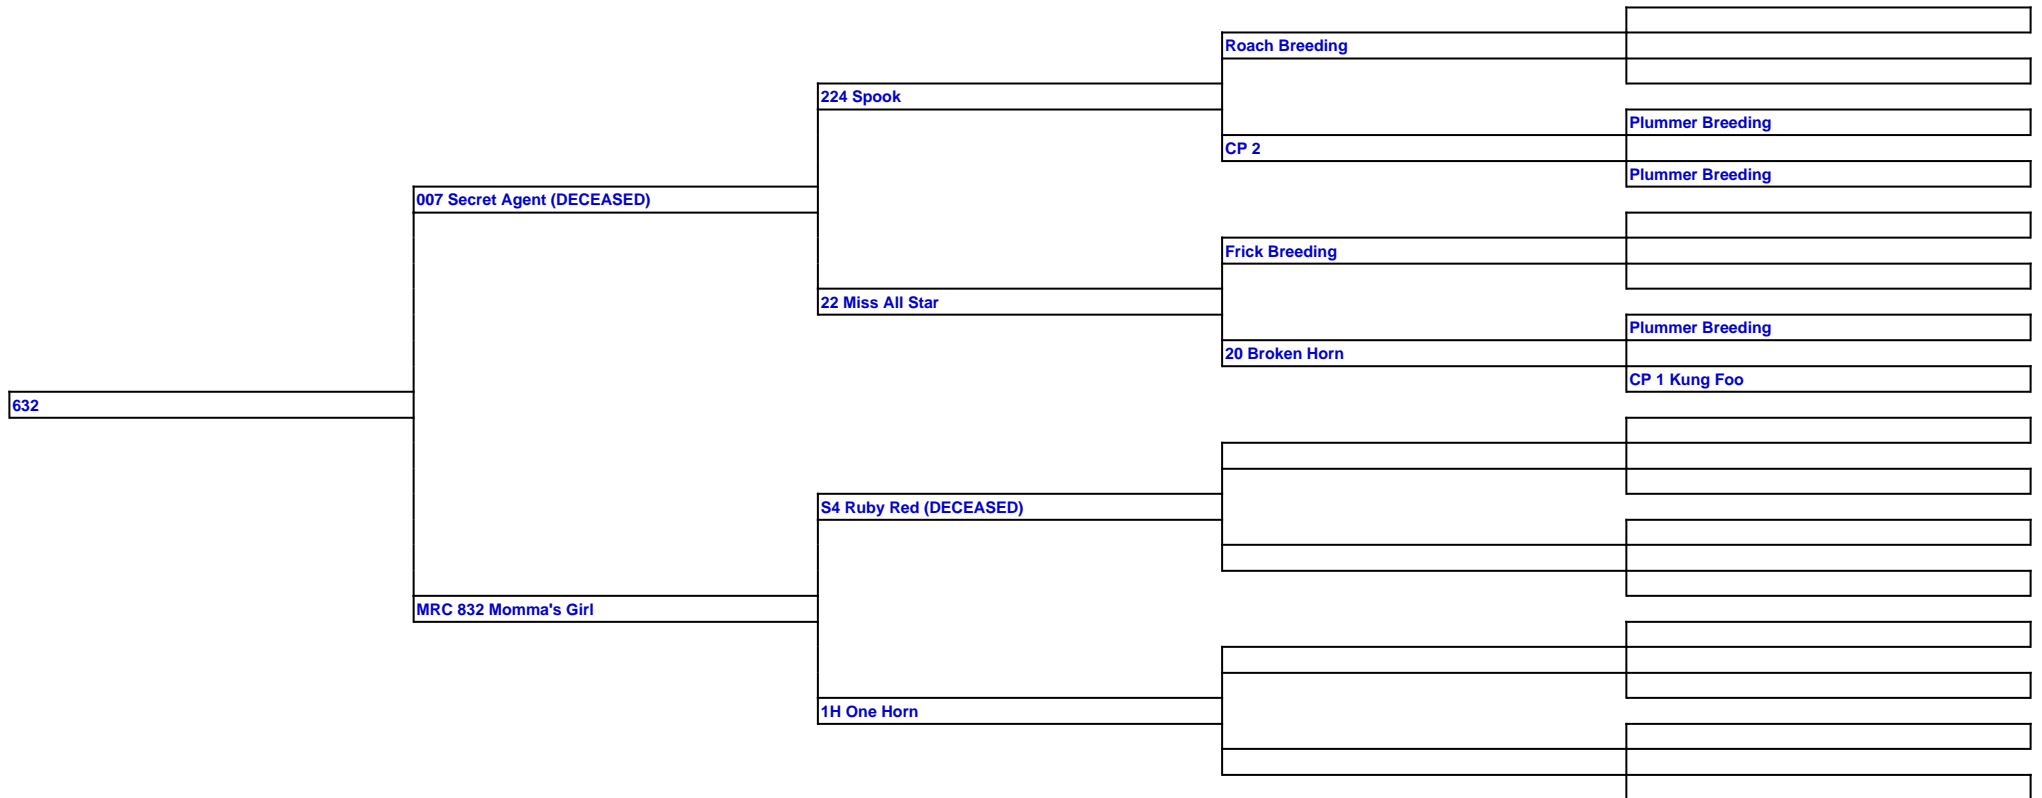 Roach Breeding
224 Spook
Plummer Breeding
CP 2
Plummer Breeding
007 Secret Agent (DECEASED)
Frick Breeding
22 Miss All Star
Plummer Breeding
20 Broken Horn
CP 1 Kung Foo
632
S4 Ruby Red (DECEASED)
MRC 832 Momma's Girl
1H One Horn